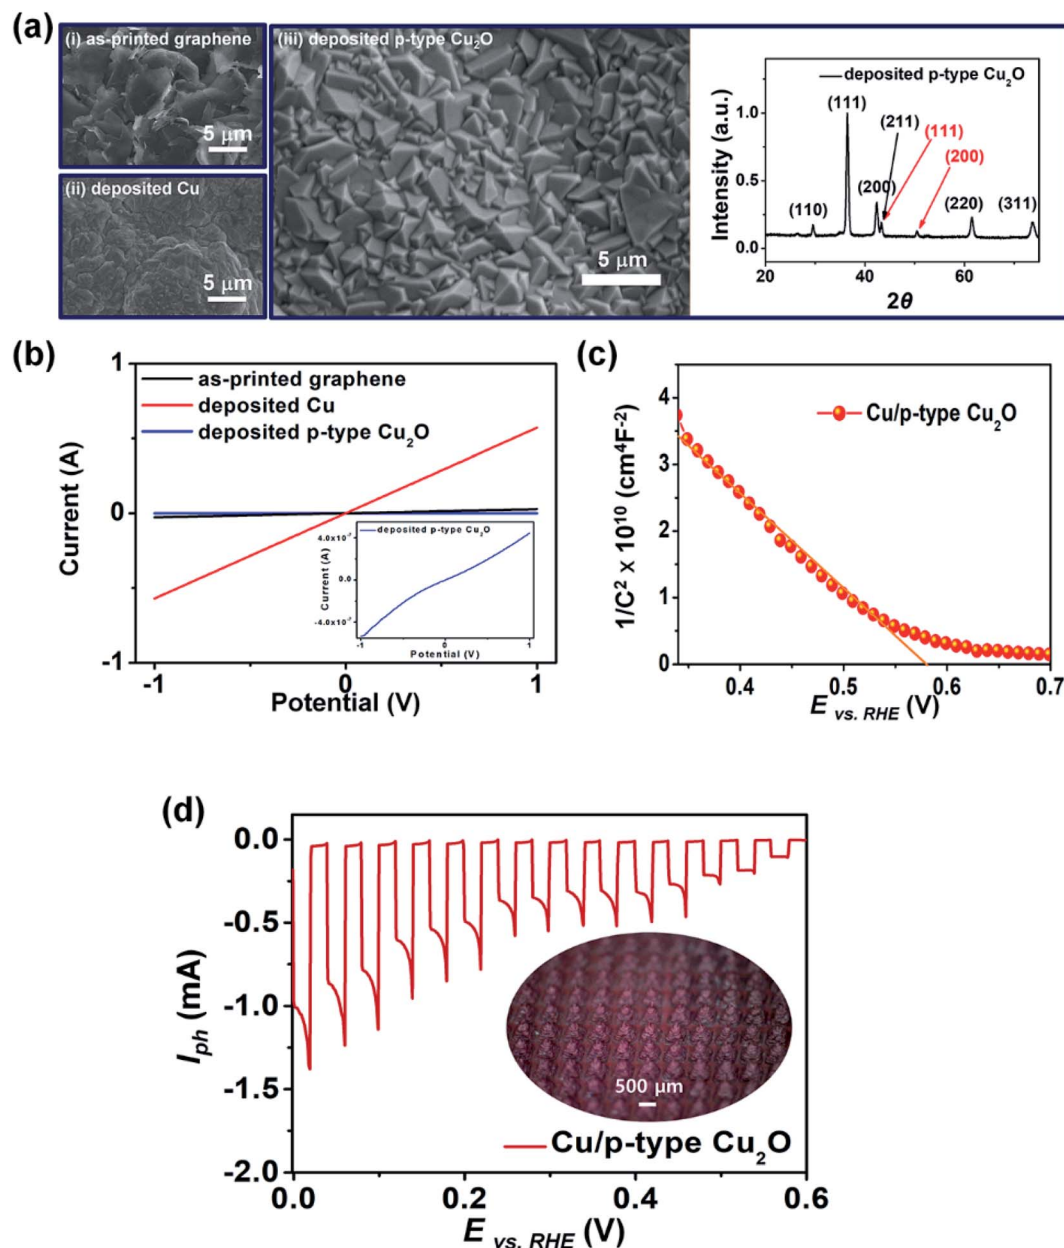 (a)
(i) as-printed graphene
5 μm
(ii) deposited Cu
5 μm
(iii) deposited p-type Cu2O
5 μm
deposited p-type Cu2O
(111)
(211)
(111)
(200)
(200)
(110)
(220)
(311)
Intensity (a.u.)
1.0
0.5
0.0
20 40 60
2θ
(b)
1
0
-1
Current (A)
as-printed graphene
deposited Cu
deposited p-type Cu2O
deposited p-type Cu2O
4.0x10-7
0.0
-4.0x10-7
Current (A)
-1 0 1
Potential (V)
-1 0 1
Potential (V)
(c)
4
3
2
1
0
1/C2 x 1010 (cm4F-2)
Cu/p-type Cu2O
0.4 0.5 0.6 0.7
E vs. RHE (V)
(d)
0.0
-0.5
-1.0
-1.5
-2.0
Iph (mA)
500 μm
Cu/p-type Cu2O
0.0 0.2 0.4 0.6
E vs. RHE (V)